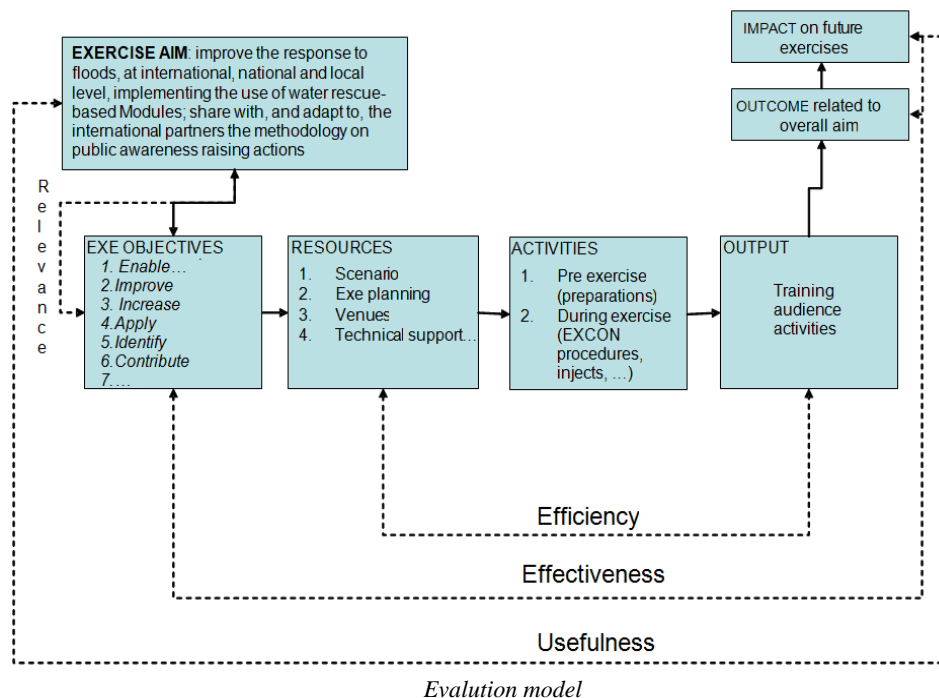 EXERCISE AIM: improve the response to
floods, at international, national and local
level, implementing the use of water rescue-
based Modules; share with, and adapt to, the
international partners the methodology on
public awareness raising actions
IMPACT on future
exercises
OUTCOME related to
overall aim
Relevance
EXE OBJECTIVES
1. Enable…
2. Improve
3. Increase
4. Apply
5. Identify
6. Contribute
7. …
RESOURCES
1. Scenario
2. Exe planning
3. Venues
4. Technical support…
ACTIVITIES
1. Pre exercise
(preparations)
2. During exercise
(EXCON
procedures,
injects, …)
OUTPUT
Training
audience
activities
Efficiency
Effectiveness
Usefulness
Evalution model